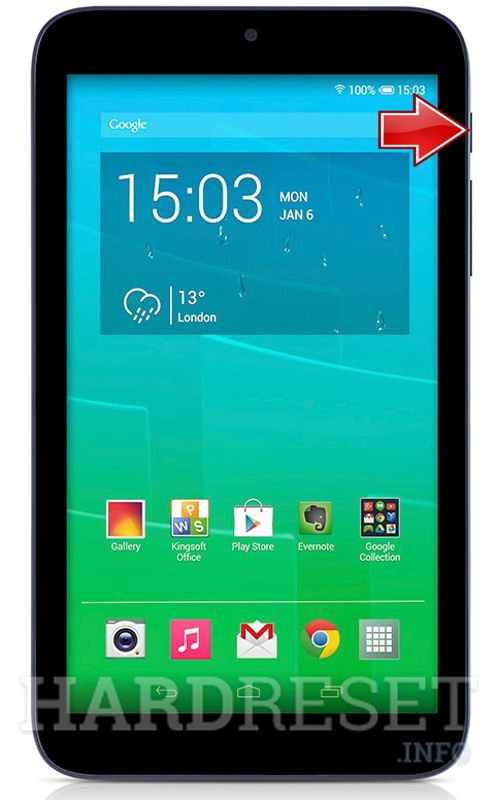 100% 15:03
Google
15:03
MON
JAN 6
13°
London
P
W S
Gallery
Kingsoft
Office
Play Store
Evernote
Google
Collection
HARDRESET
.INFO